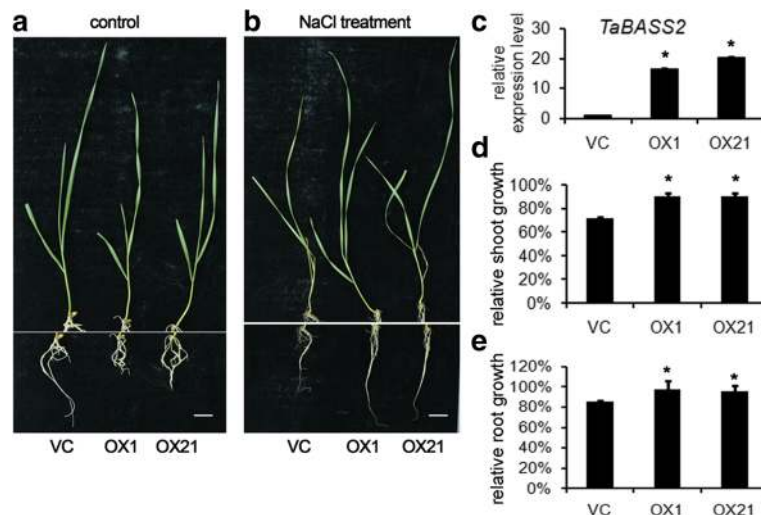 a control
VC OX1 OX21
b NaCl treatment
VC OX1 OX21
c TaBASS2
relative
expression level
30
20
10
0
*
*
VC OX1 OX21
d
relative shoot growth
100%
80%
60%
40%
20%
0%
*
*
VC OX1 OX21
e
relative root growth
120%
100%
80%
60%
40%
20%
0%
*
*
VC OX1 OX21